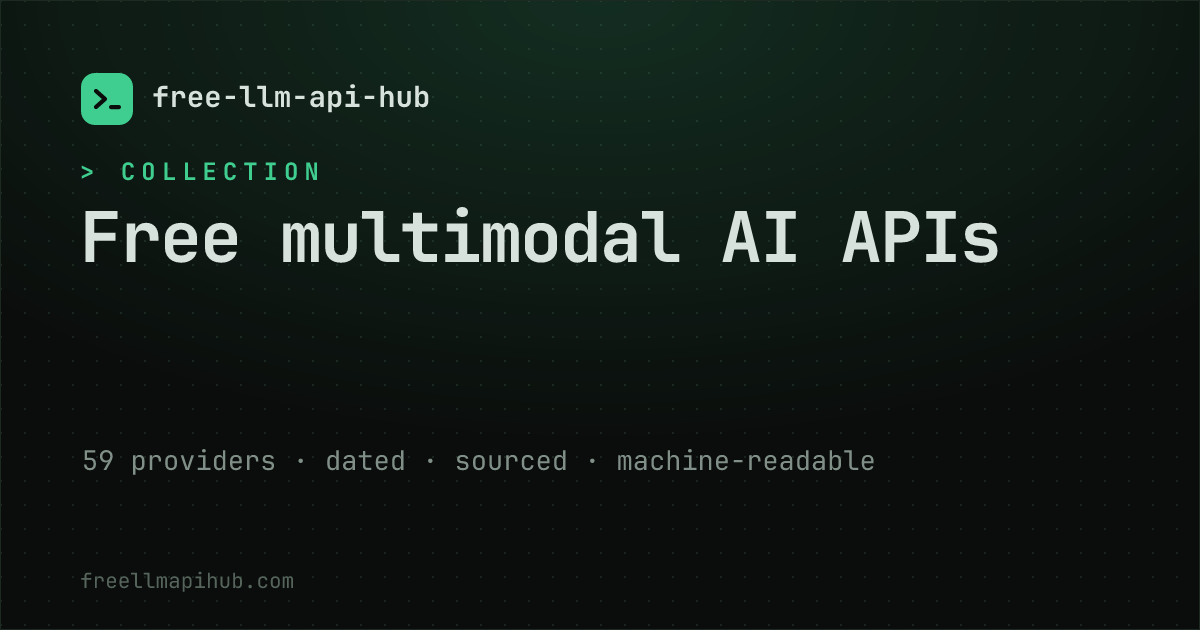 free-llm-api-hub
> COLLECTION
Free multimodal AI APIs
59 providers · dated · sourced · machine-readable
freellmapihub.com